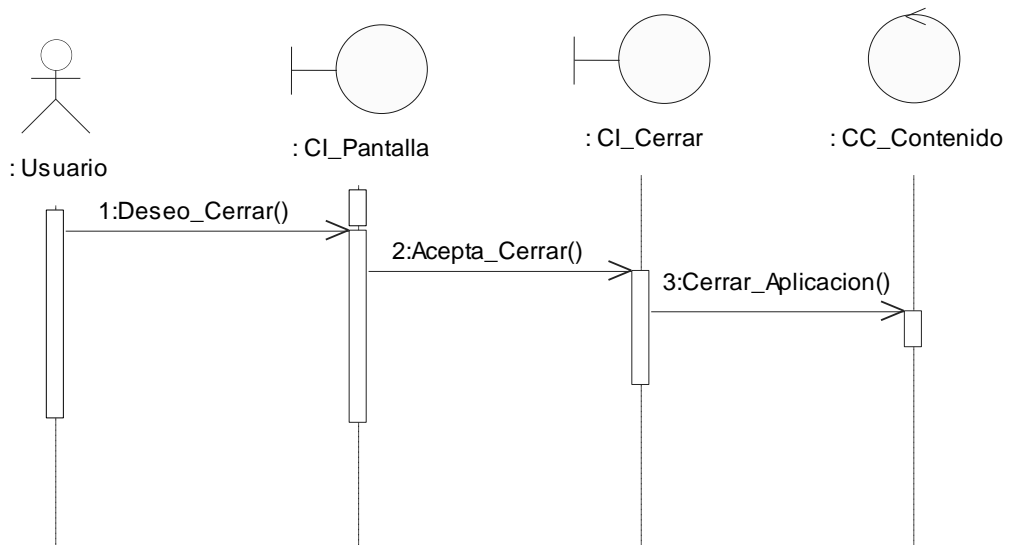 : Usuario
: CI_Pantalla
: CI_Cerrar
: CC_Contenido
1:Deseo_Cerrar()
2:Acepta_Cerrar()
3:Cerrar_Aplicacion()